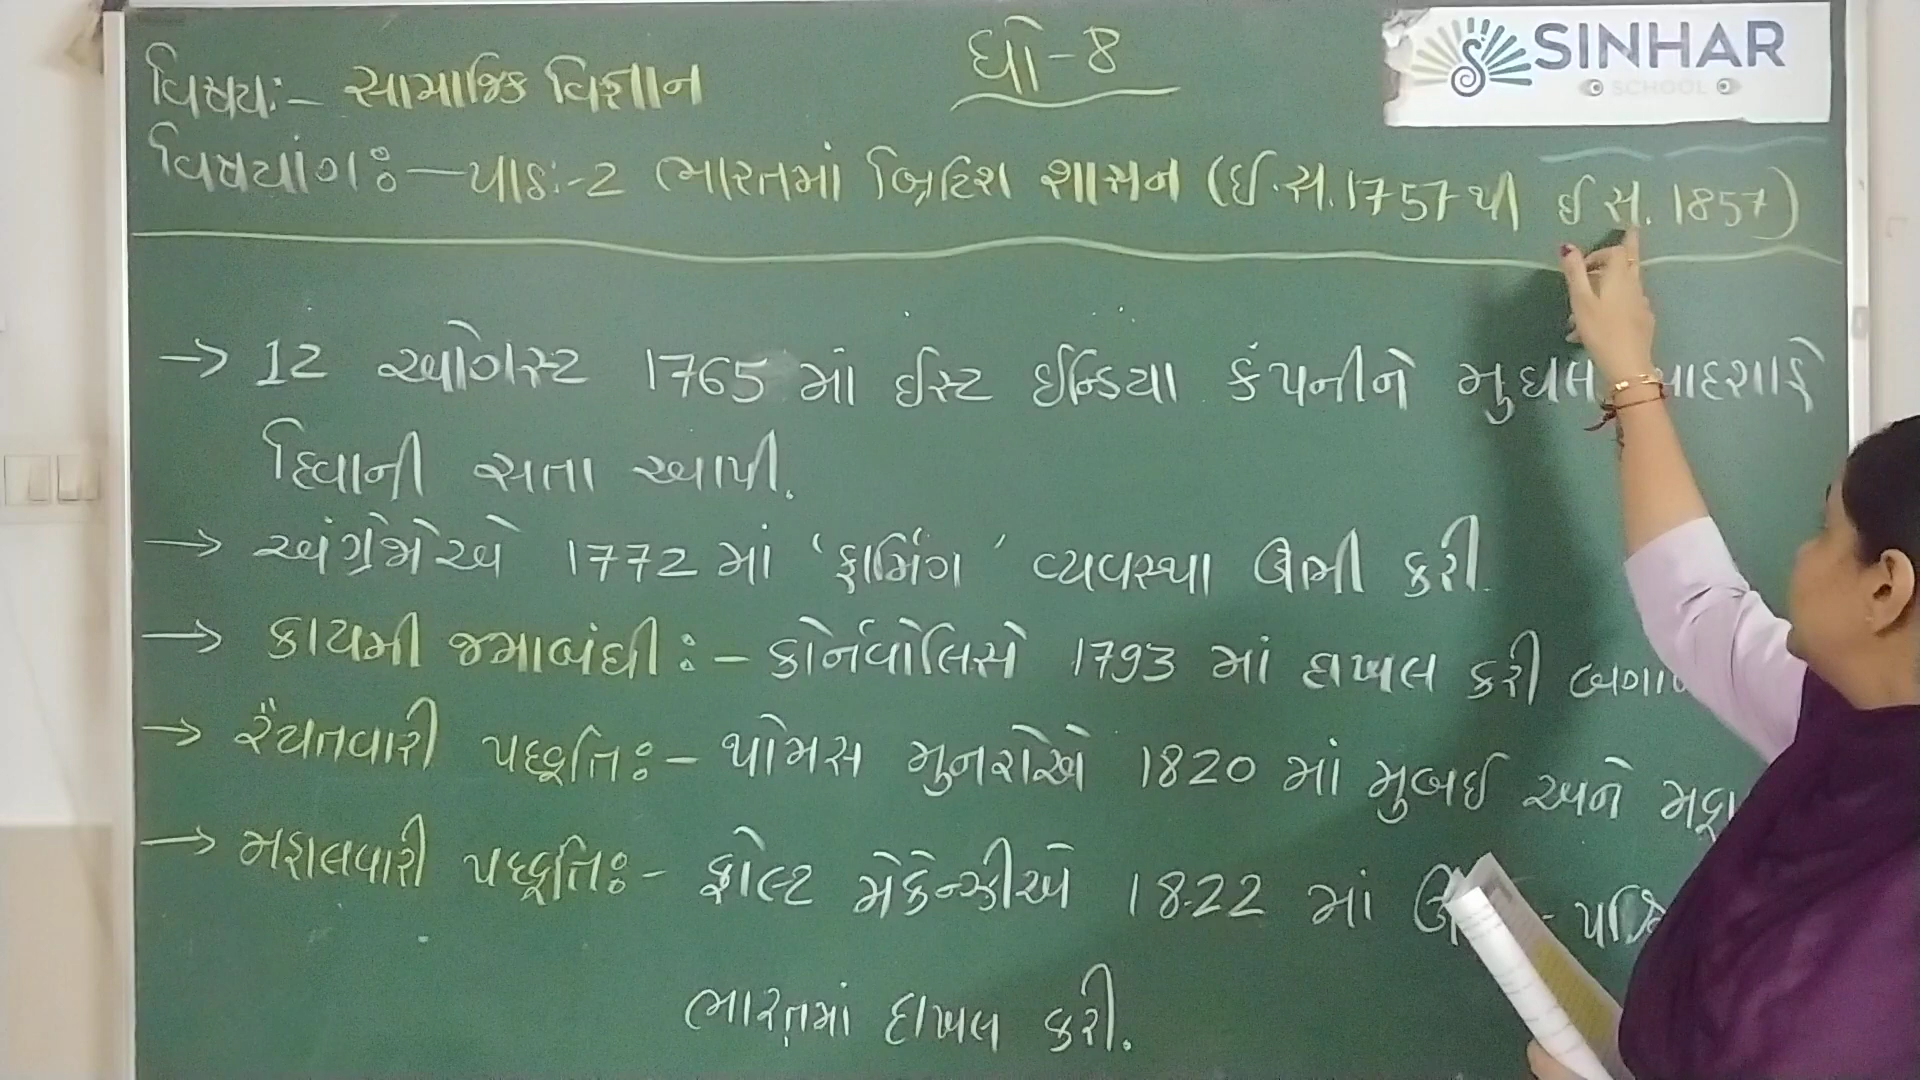 ધો-8
SINHAR
SCHOOL
વિષય:- સામાજિક વિજ્ઞાન
વિષયાંગ:- પાઠ:-2 ભારતમાં બ્રિટિશ શાસન (ઈ.સ.1757 થી ઈ સ. 1857)
→ 12 ઓગસ્ટ 1765 માં ઈસ્ટ ઈન્ડિયા કંપનીને મુઘલ
દિવાની સતા આપી.
→ અંગ્રેજોએ 1772 માં 'ફાર્મિંગ' વ્યવસ્થા ઊભી કરી
→ કાયમી જમાબંધી:- કોર્નવોલિસે 1793 માં દાખલ કરી
→ રૈયતવારી પદ્ધતિ:- થોમસ મુનરોએ 1820 માં મુબઈ અને
→ મહાલવારી પદ્ધતિ:- હોલ્ટ મેકેન્ઝીએ 1822 માં
ભારતમાં દાખલ કરી.